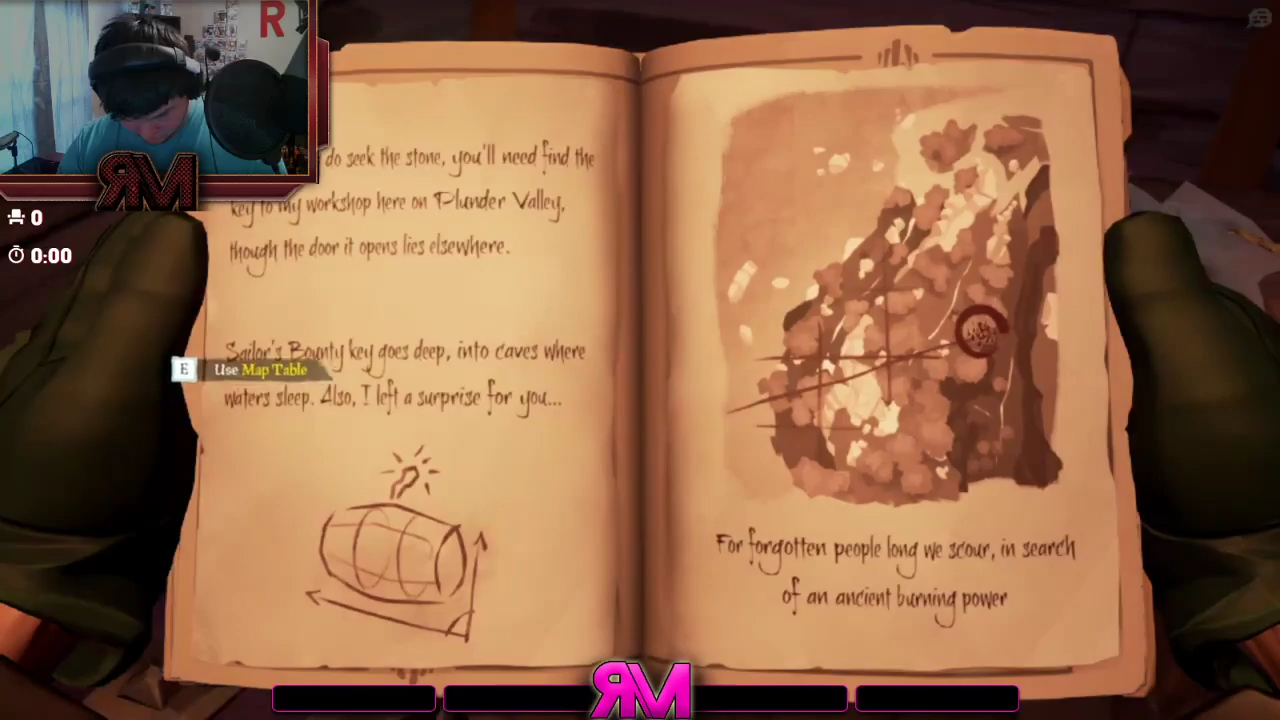 R
RM
do seek the stone, you'll need find the
key to my workshop here on Plunder Valley,
though the door it opens lies elsewhere.
0
0:00
Sailor's Bounty key goes deep, into caves where
E Use Map Table
waters sleep. Also, I left a surprise for you...
For forgotten people long we scour, in search
of an ancient burning power
RM